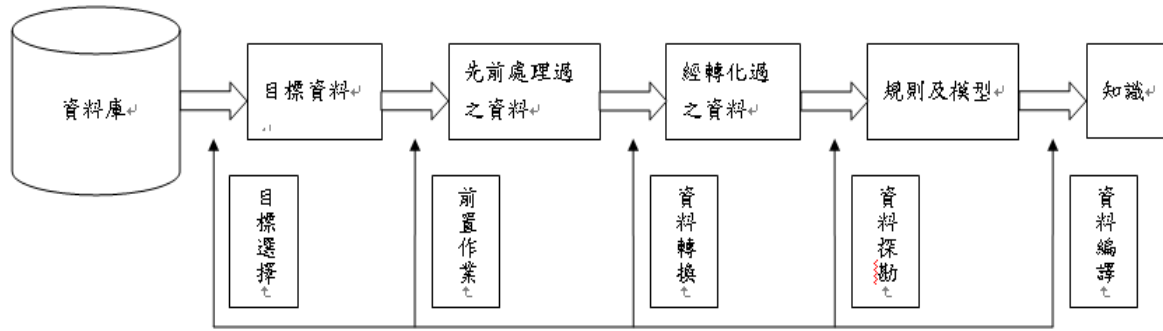 資料庫
目標資料
先前處理過
之資料
經轉化過
之資料
規則及模型
知識
目標選擇
前置作業
資料轉換
資料探勘
資料編譯